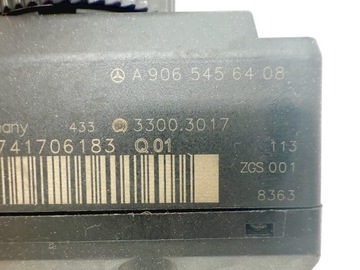 A 906 545 64 08
any 433 3300.3017
741706183 Q01
113
ZGS 001
8363